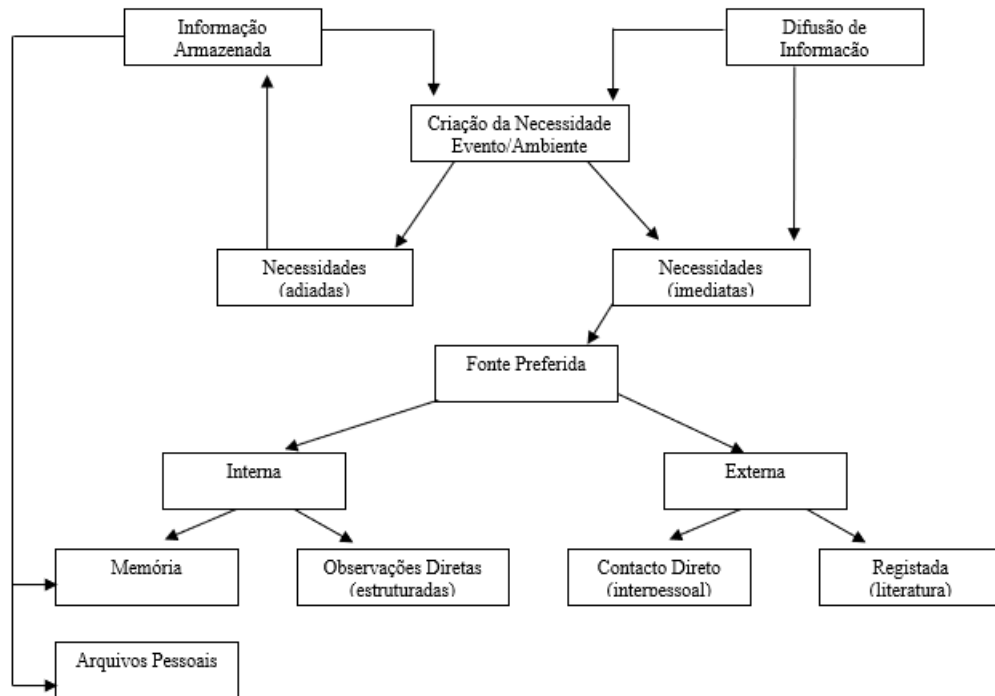 Informação
Armazenada
Difusão de
Informacão
Criação da Necessidade
Evento/Ambiente
Necessidades
(adiadas)
Necessidades
(imediatas)
Fonte Preferida
Interna
Externa
Memória
Observações Diretas
(estruturadas)
Contacto Direto
(interpessoal)
Registada
(literatura)
Arquivos Pessoais